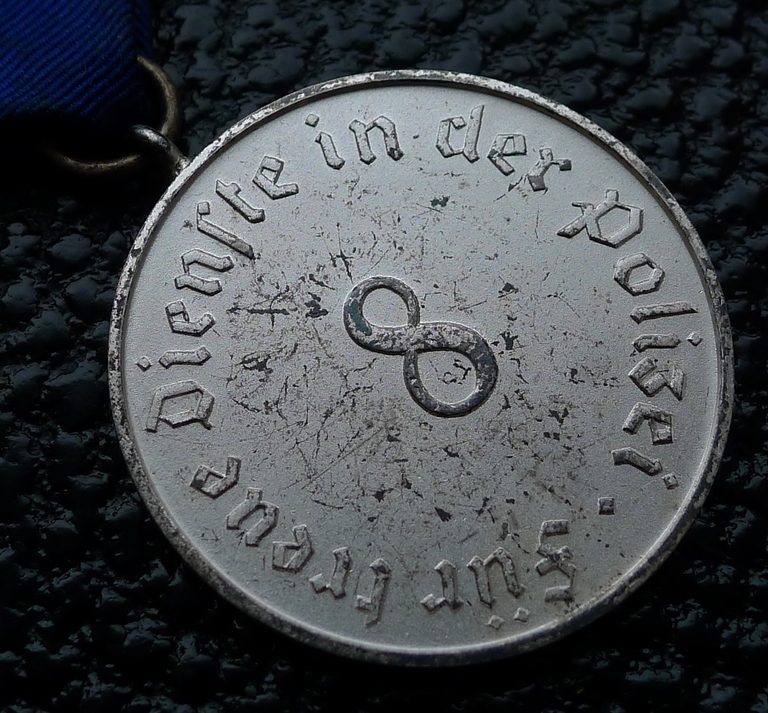 Für treue Dienste in der Polizei.
8